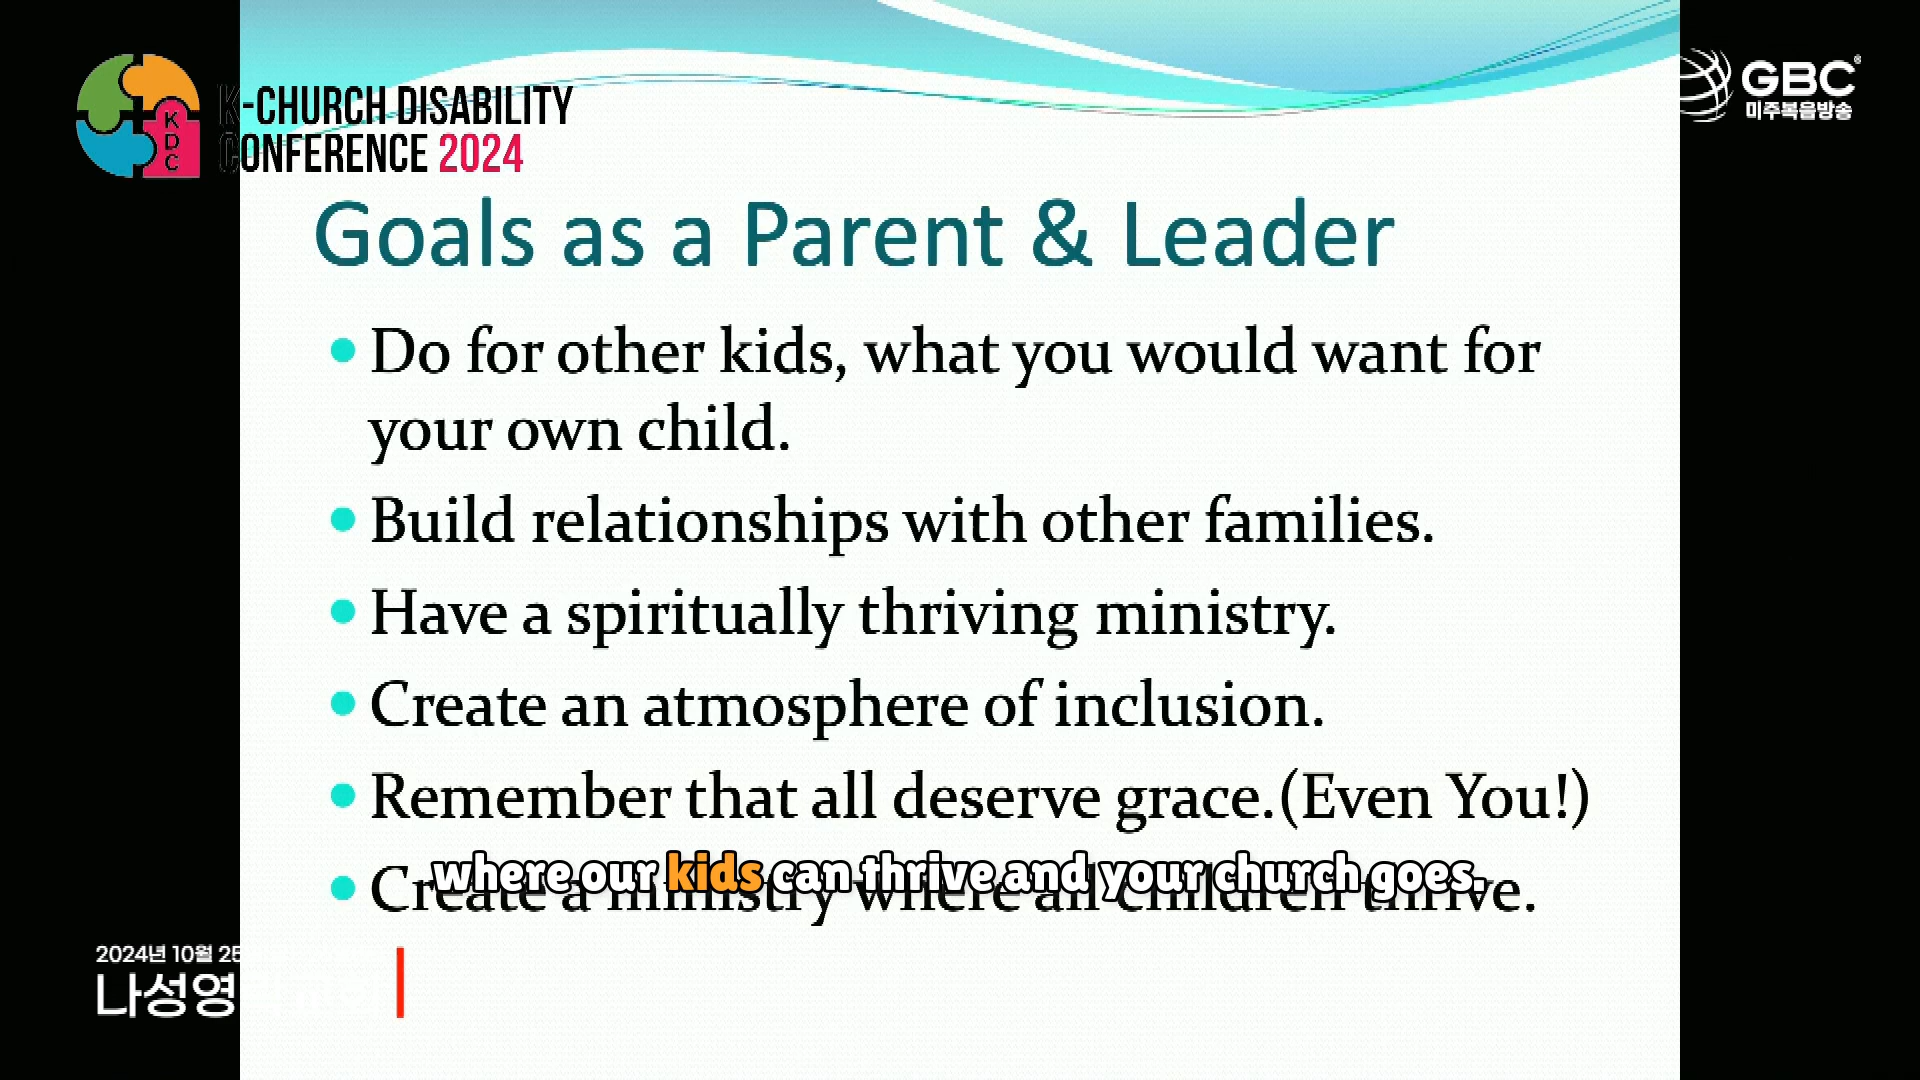 K-CHURCH DISABILITY
CONFERENCE 2024
KDC
GBC
미주복음방송
Goals as a Parent & Leader
• Do for other kids, what you would want for
your own child.
• Build relationships with other families.
• Have a spiritually thriving ministry.
• Create an atmosphere of inclusion.
• Remember that all deserve grace.(Even You!)
where our kids can thrive and your church goes.
• Create a ministry where all children thrive.
2024년 10월 25
나성영